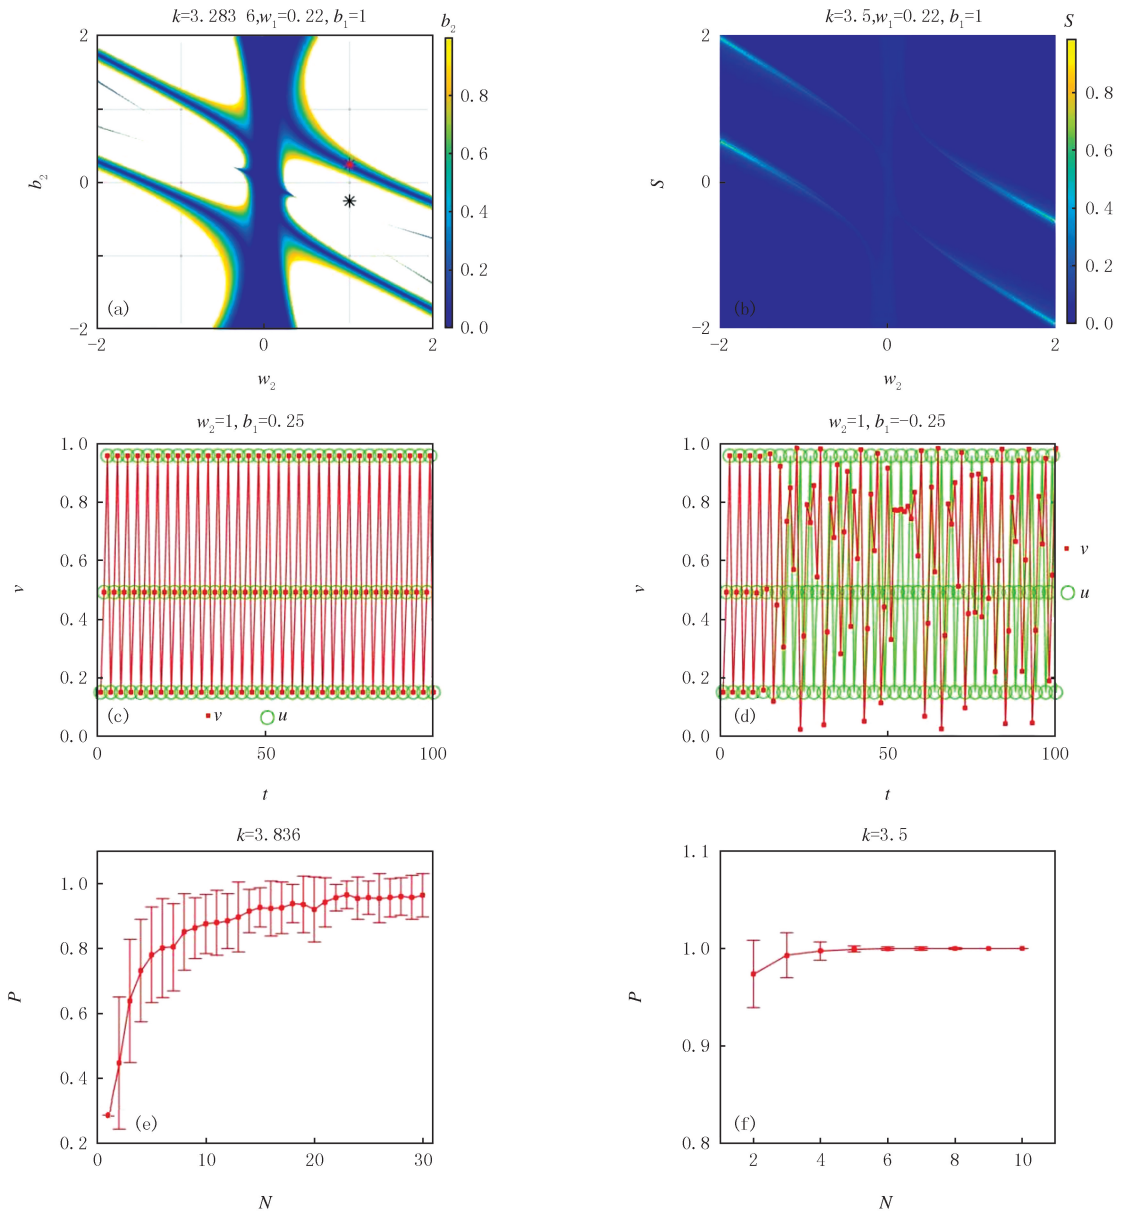 k=3.283 6,w₁=0.22, b₁=1
b₂
2
0
-2
b₂
-2
0
2
w₂
0.8
0.6
0.4
0.2
0.0
(a)
k=3.5,w₁=0.22, b₁=1
S
2
0
-2
S
-2
0
2
w₂
0.8
0.6
0.4
0.2
0.0
(b)
w₂=1, b₁=0.25
1.0
0.8
0.6
0.4
0.2
0.0
v
(c)
v
u
0
50
100
t
w₂=1, b₁=-0.25
1.0
0.8
0.6
0.4
0.2
0.0
v
(d)
v
u
0
50
100
t
k=3.836
1.0
0.8
0.6
0.4
0.2
P
(e)
0
10
20
30
N
k=3.5
1.1
1.0
0.9
0.8
P
(f)
2
4
6
8
10
N